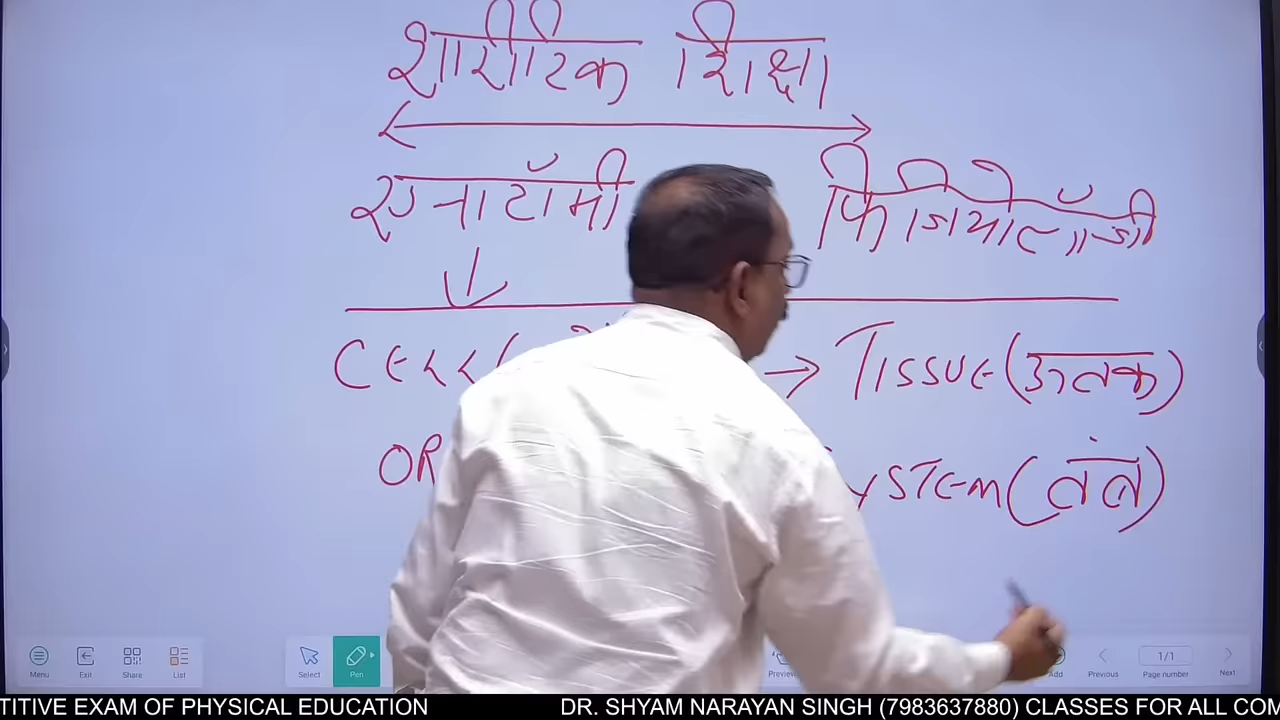 शारीरिक शिक्षा
एनाटॉमी फिजियोलॉजी
CELL( → TISSUE (ऊतक)
OR YSTEM (तंत्र)
Menu Exit Share List Select Pen Add Previous 1/1 Page number Next
TITIVE EXAM OF PHYSICAL EDUCATION DR. SHYAM NARAYAN SINGH (7983637880) CLASSES FOR ALL COM